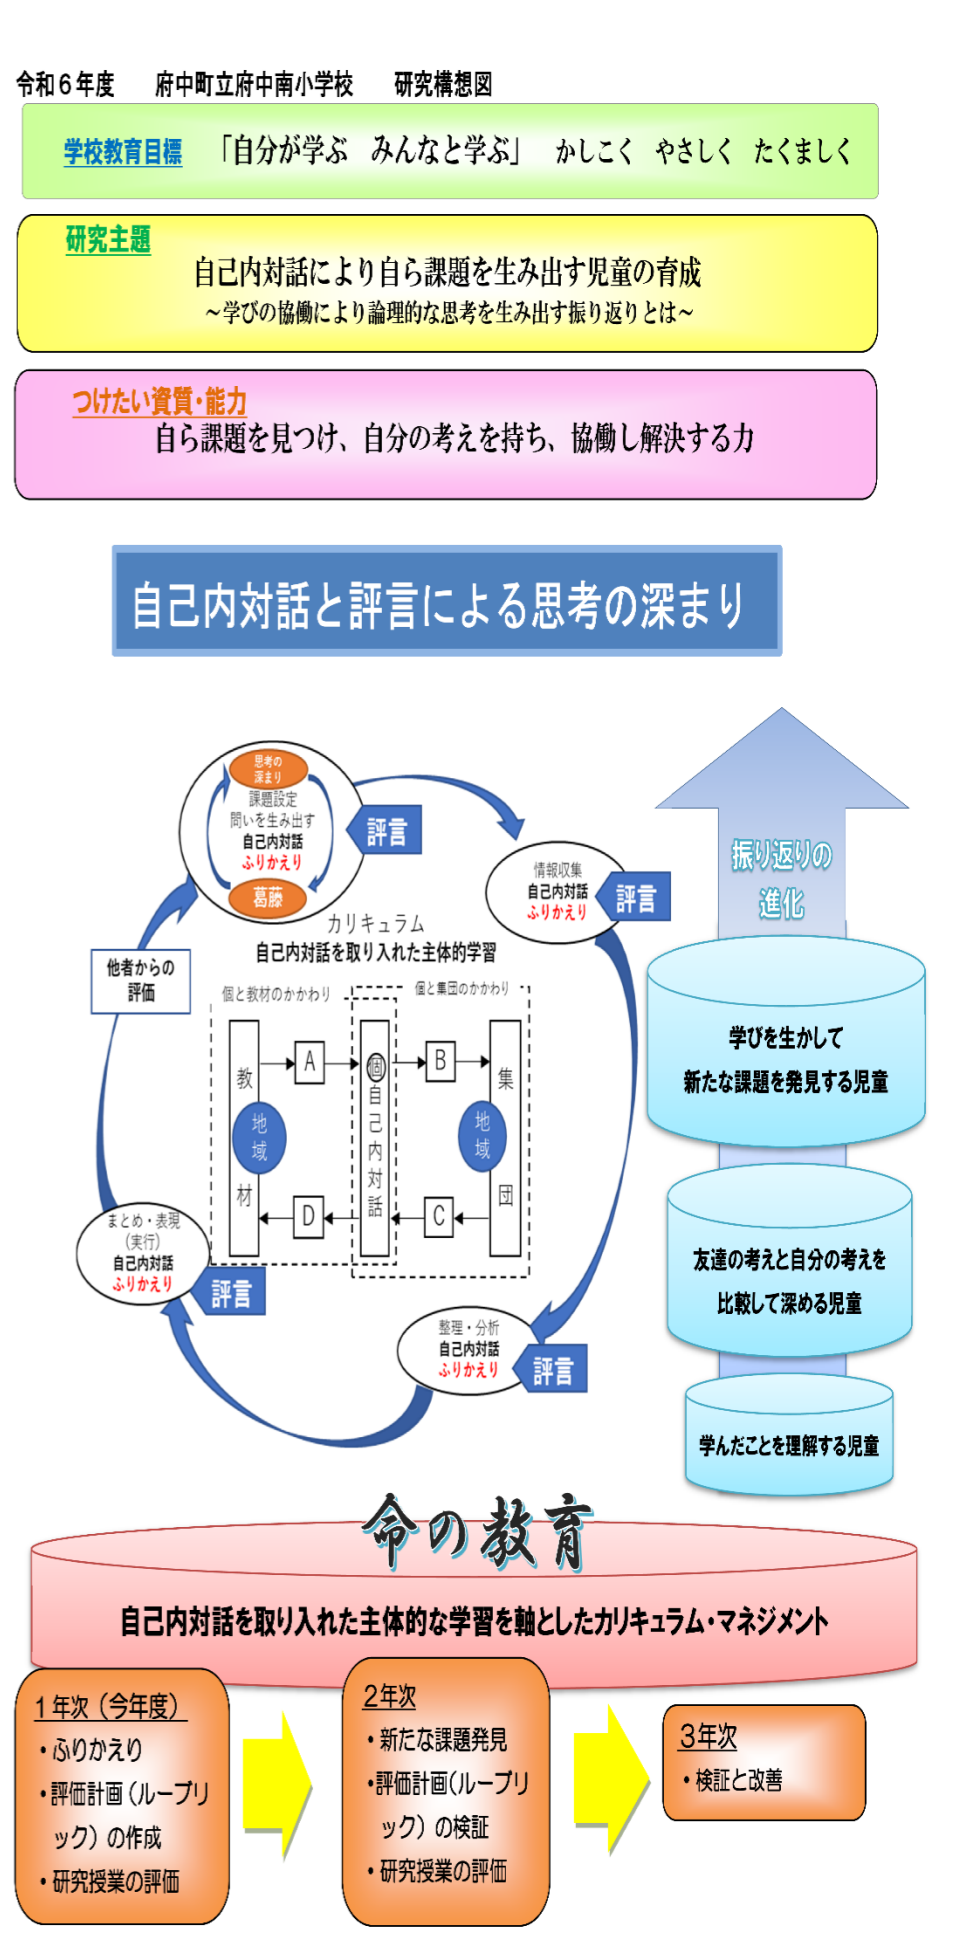 令和６年度　府中町立府中南小学校　研究構想図
学校教育目標　「自分が学ぶ　みんなと学ぶ」　かしこく　やさしく　たくましく
研究主題
自己内対話により自ら課題を生み出す児童の育成
～学びの協働により論理的な思考を生み出す振り返りとは～
つけたい資質・能力
自ら課題を見つけ、自分の考えを持ち、協働し解決する力
自己内対話と評言による思考の深まり
思考の
深まり
課題設定
問いを生み出す
自己内対話
ふりかえり
葛藤
評言
情報収集
自己内対話
ふりかえり
評言
カリキュラム
自己内対話を取り入れた主体的学習
他者からの
評価
個と教材のかかわり
個と集団のかかわり
教
材
地
域
A
D
個
自己内対話
B
C
集
団
地
域
まとめ・表現
（実行）
自己内対話
ふりかえり
評言
整理・分析
自己内対話
ふりかえり
評言
振り返りの
進化
学びを生かして
新たな課題を発見する児童
友達の考えと自分の考えを
比較して深める児童
学んだことを理解する児童
命の教育
自己内対話を取り入れた主体的な学習を軸としたカリキュラム・マネジメント
１年次（今年度）
・ふりかえり
・評価計画（ルーブリ
ック）の作成
・研究授業の評価
２年次
・新たな課題発見
・評価計画（ルーブリ
ック）の検証
・研究授業の評価
３年次
・検証と改善